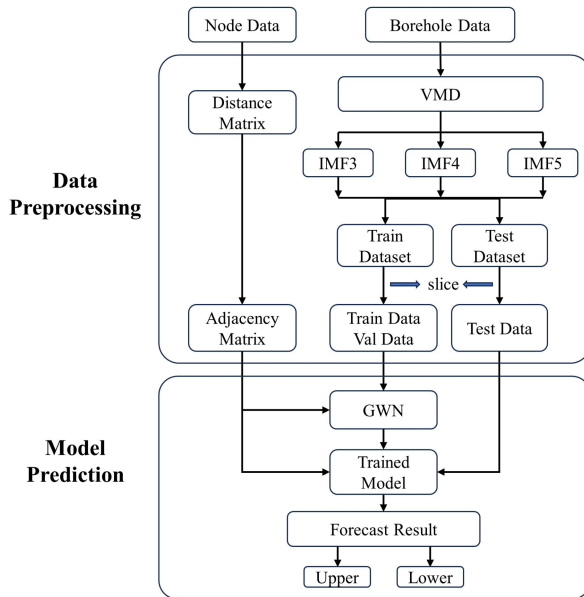 Node Data
Borehole Data
Distance
Matrix
VMD
IMF3
IMF4
IMF5
Data
Preprocessing
Train
Dataset
Test
Dataset
slice
Adjacency
Matrix
Train Data
Val Data
Test Data
GWN
Model
Prediction
Trained
Model
Forecast Result
Upper
Lower